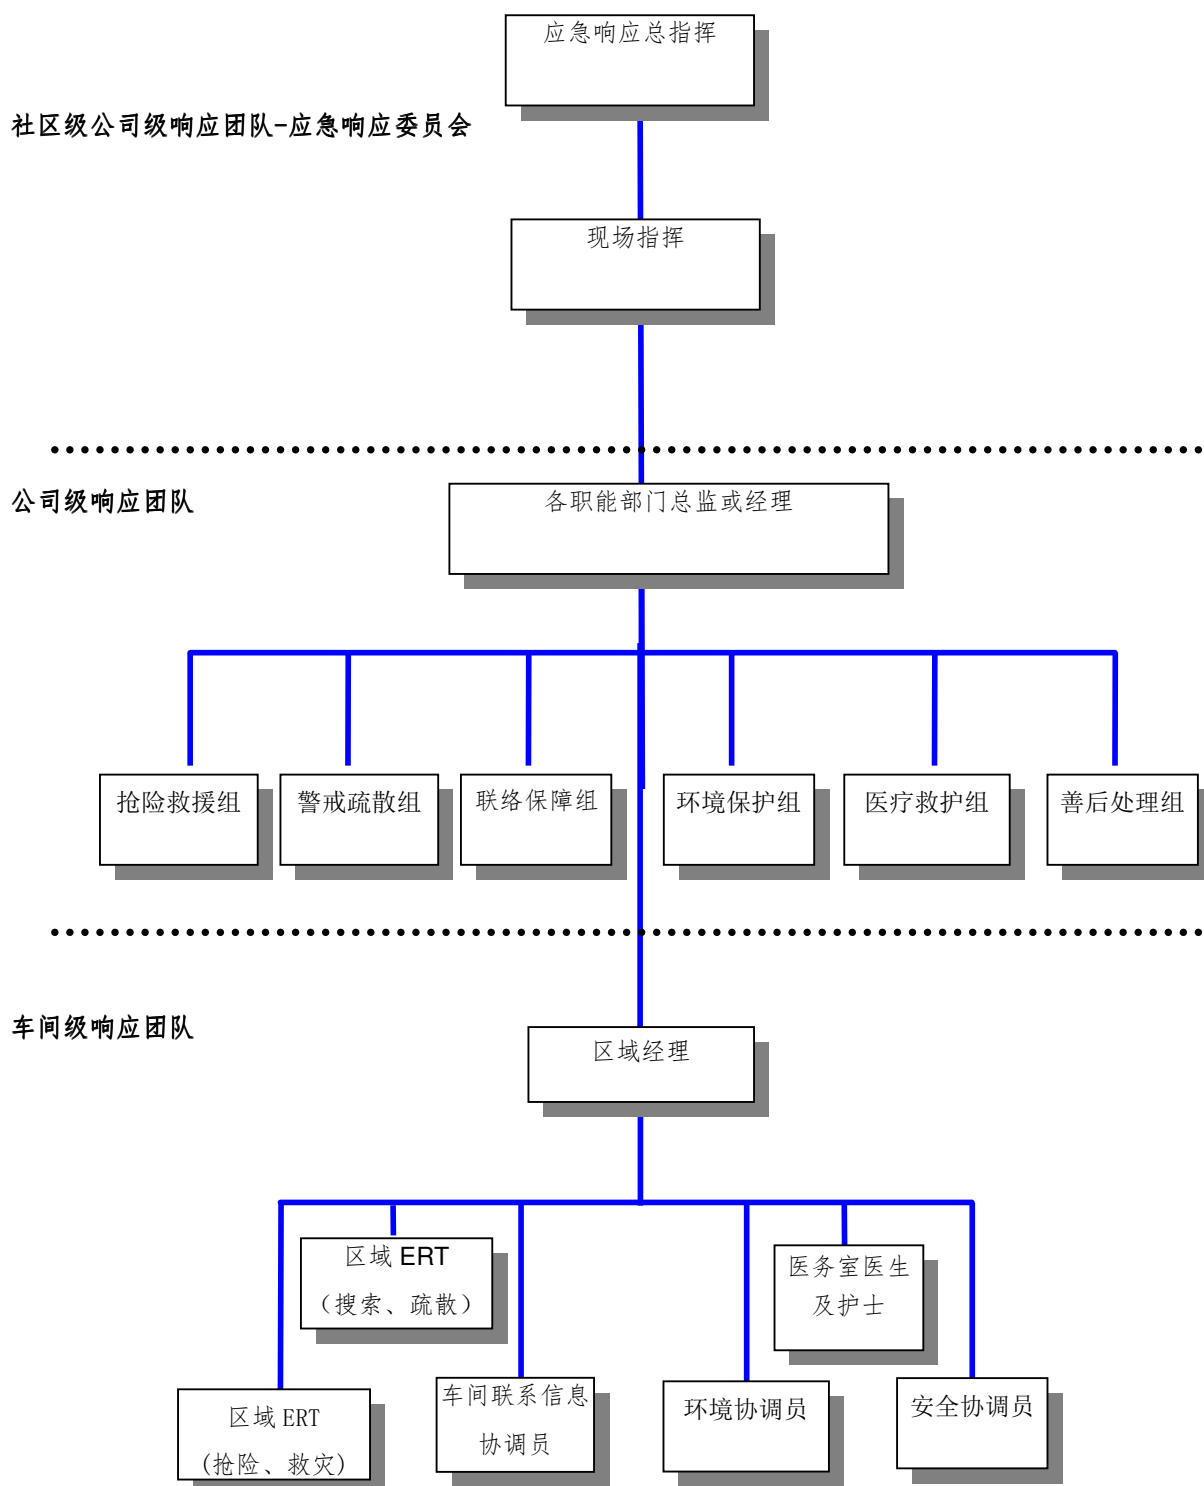 应急响应总指挥
社区级公司级响应团队-应急响应委员会
现场指挥
公司级响应团队
各职能部门总监或经理
抢险救援组
警戒疏散组
联络保障组
环境保护组
医疗救护组
善后处理组
车间级响应团队
区域经理
区域 ERT
（搜索、疏散）
医务室医生
及护士
区域 ERT
(抢险、救灾)
车间联系信息
协调员
环境协调员
安全协调员